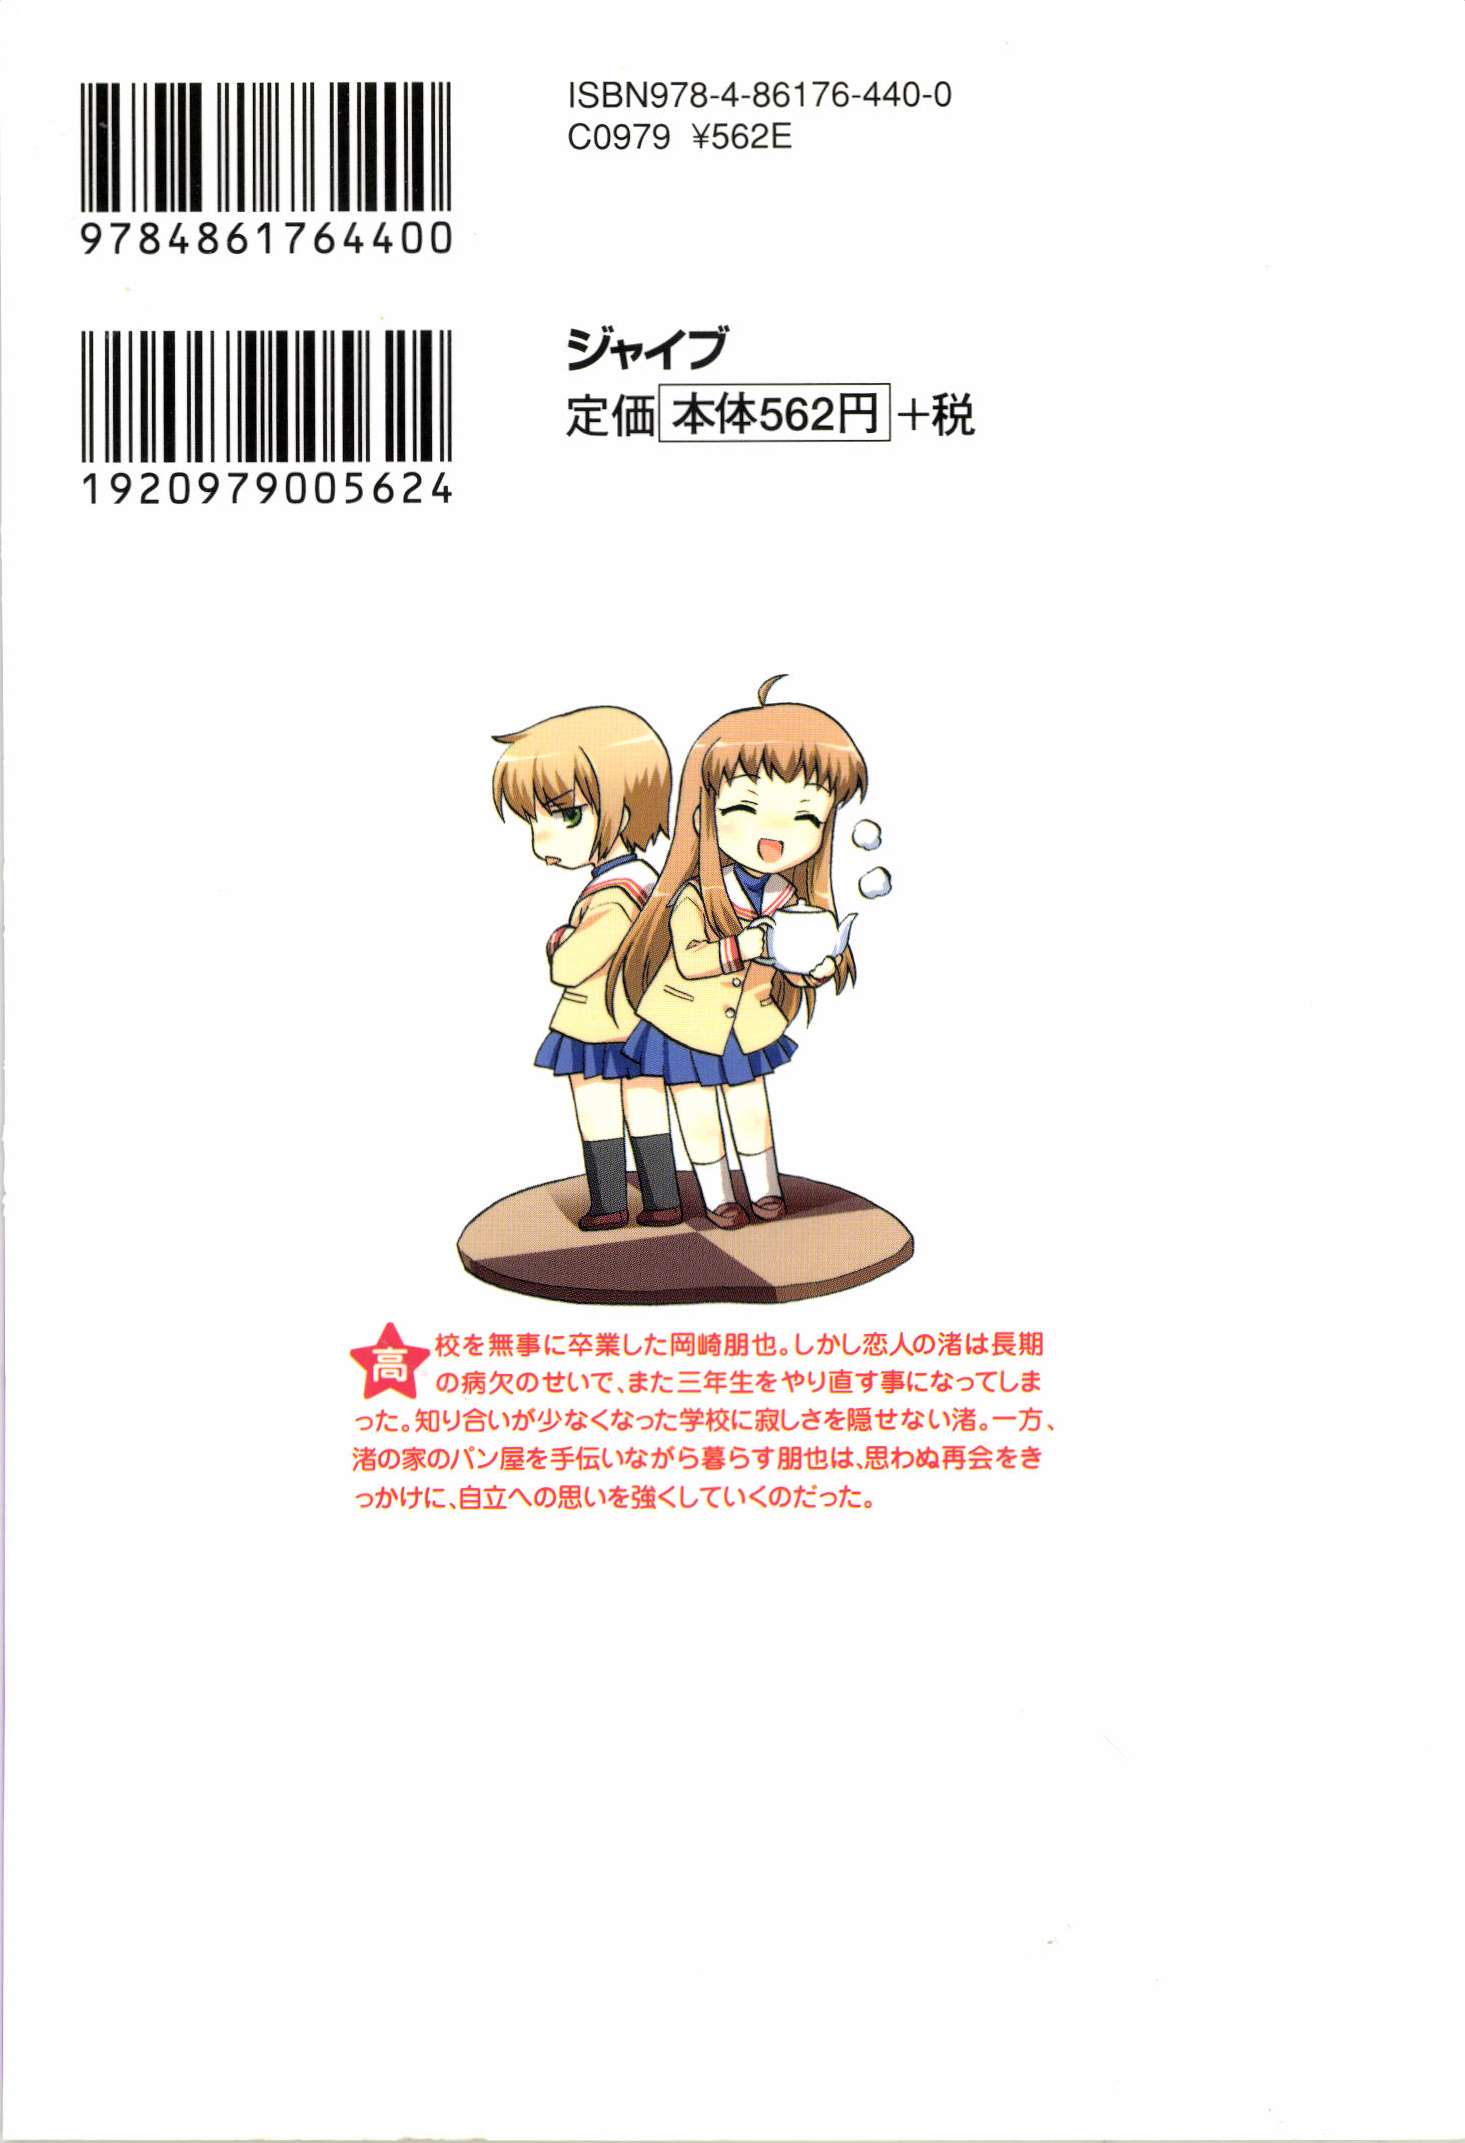 ISBN978-4-86176-440-0
C0979 ¥562E
9784861764400
ジャイブ
定価 本体562円 +税
1920979005624
高校を無事に卒業した岡崎朋也。しかし恋人の渚は長期
の病欠のせいで、また三年生をやり直す事になってしま
った。知り合いが少なくなった学校に寂しさを隠せない渚。一方、
渚の家のパン屋を手伝いながら暮らす朋也は、思わぬ再会をき
っかけに、自立への思いを強くしていくのだった。